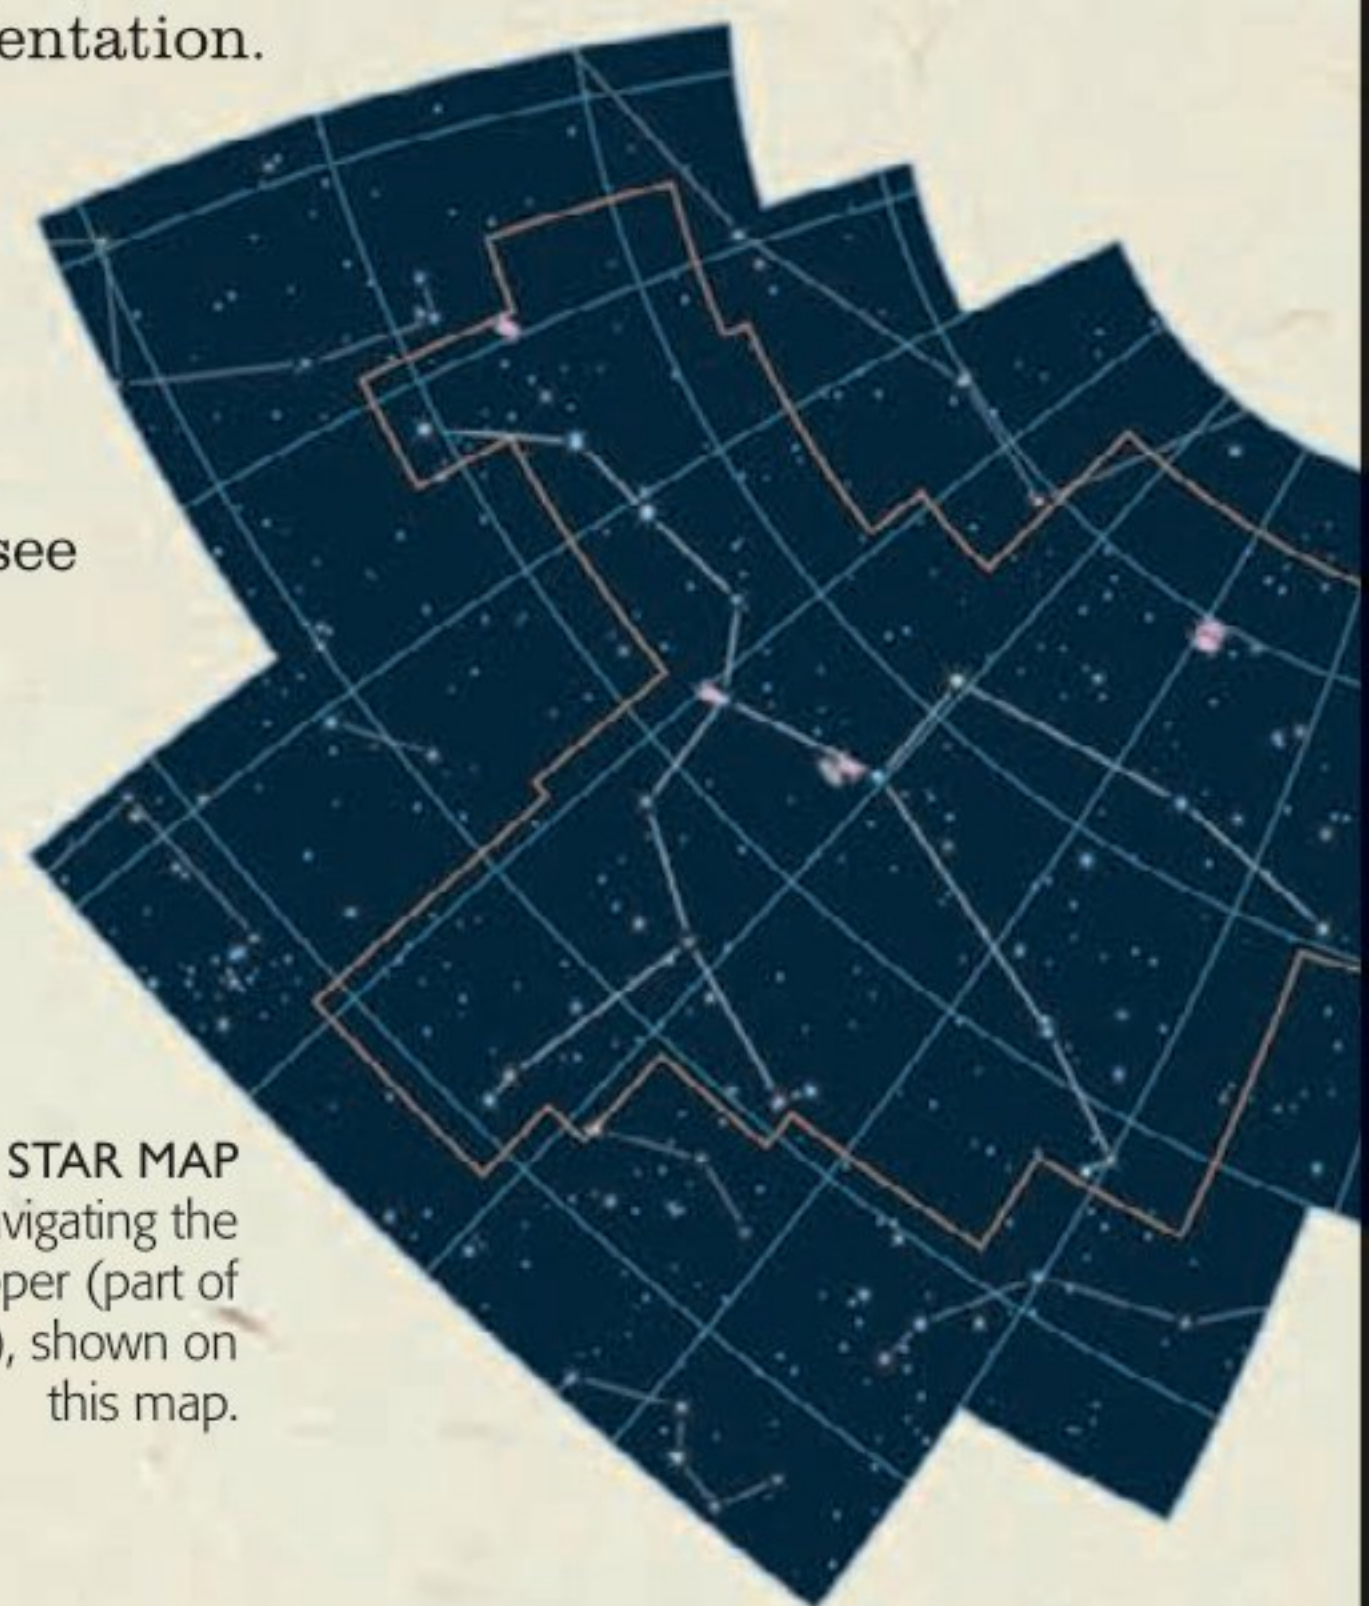 entation.
see
STAR MAP
vigating the
per (part of
), shown on
this map.